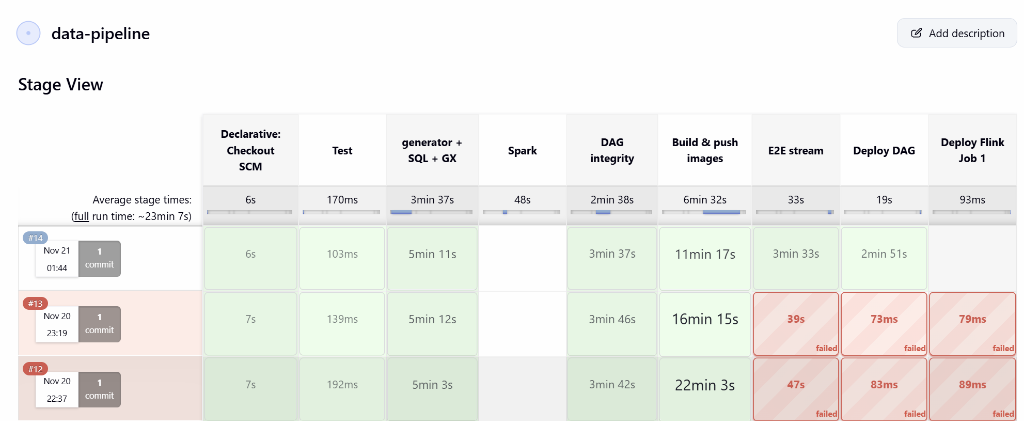 data-pipeline
Add description
Stage View
Declarative:
Checkout
SCM
Test
generator +
SQL + GX
Spark
DAG
integrity
Build & push
images
E2E stream
Deploy DAG
Deploy Flink
Job 1
Average stage times:
(full run time: ~23min 7s)
6s
170ms
3min 37s
48s
2min 38s
6min 32s
33s
19s
93ms
#14
Nov 21
01:44
1
commit
6s
103ms
5min 11s
3min 37s
11min 17s
3min 33s
2min 51s
#13
Nov 20
23:19
1
commit
7s
139ms
5min 12s
3min 46s
16min 15s
39s
failed
73ms
failed
79ms
failed
#12
Nov 20
22:37
1
commit
7s
192ms
5min 3s
3min 42s
22min 3s
47s
failed
83ms
failed
89ms
failed